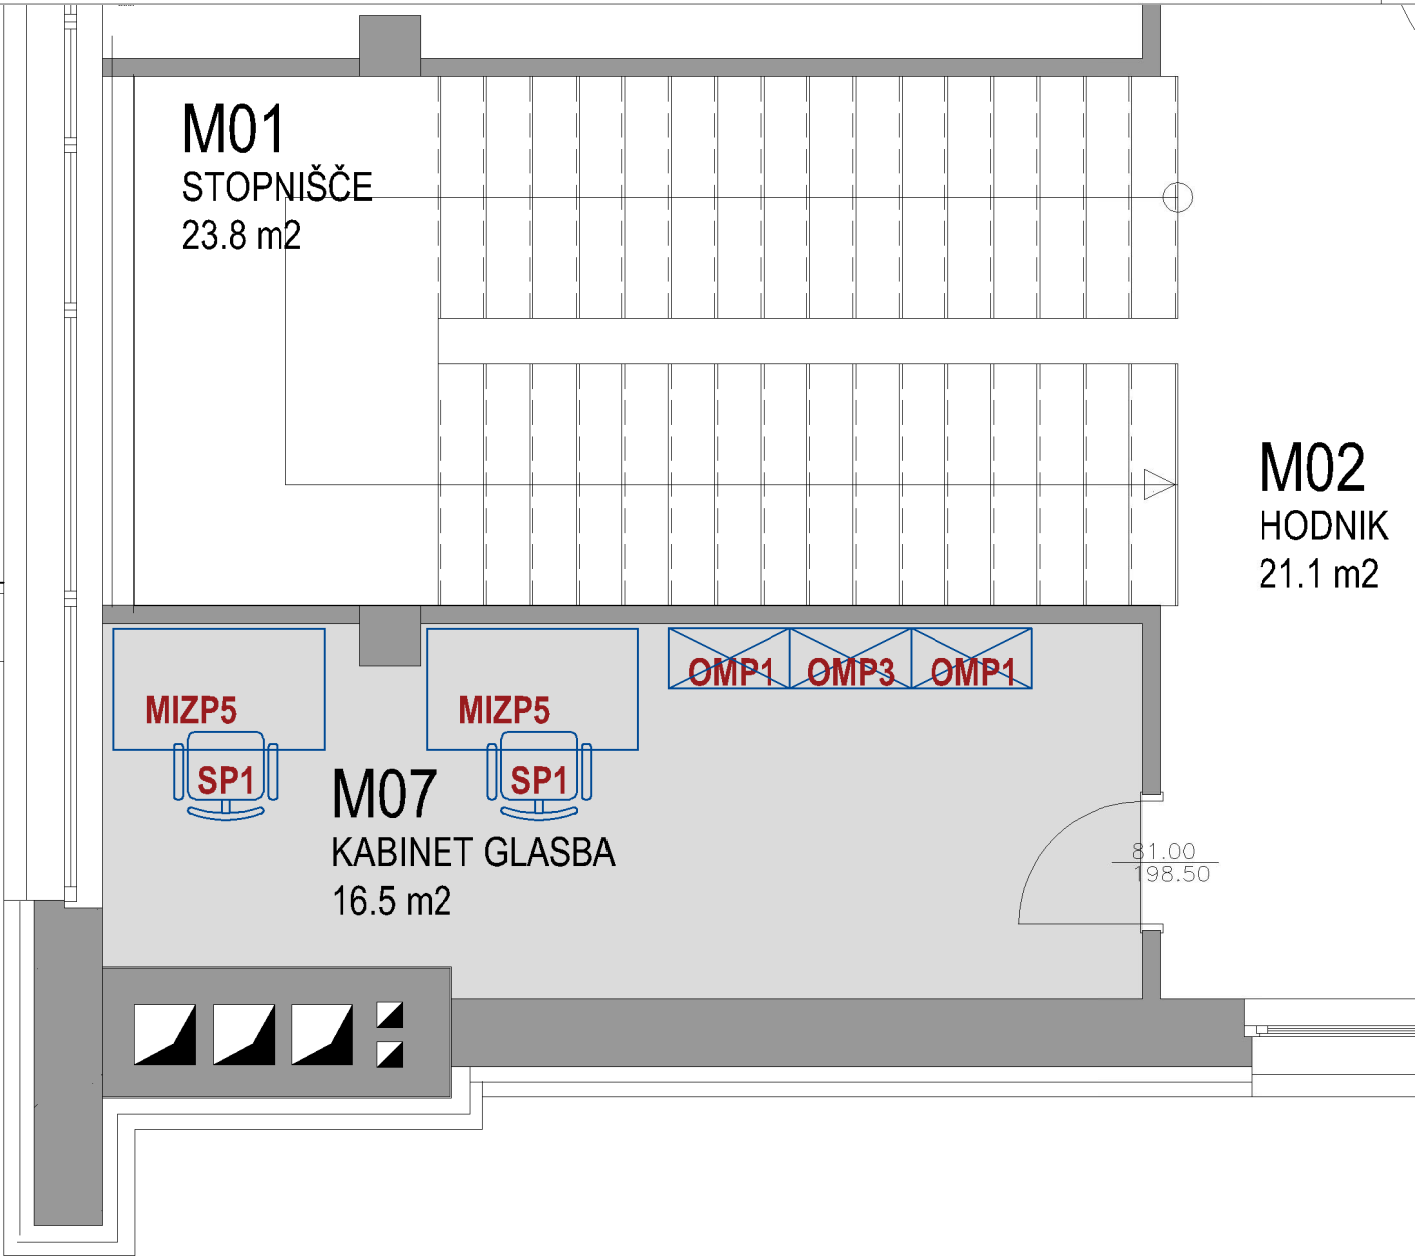 M01
STOPNIŠČE
23.8 m2
M02
HODNIK
21.1 m2
OMP1 OMP3 OMP1
MIZP5 MIZP5
SP1 SP1
M07
KABINET GLASBA
16.5 m2
81.00
198.50